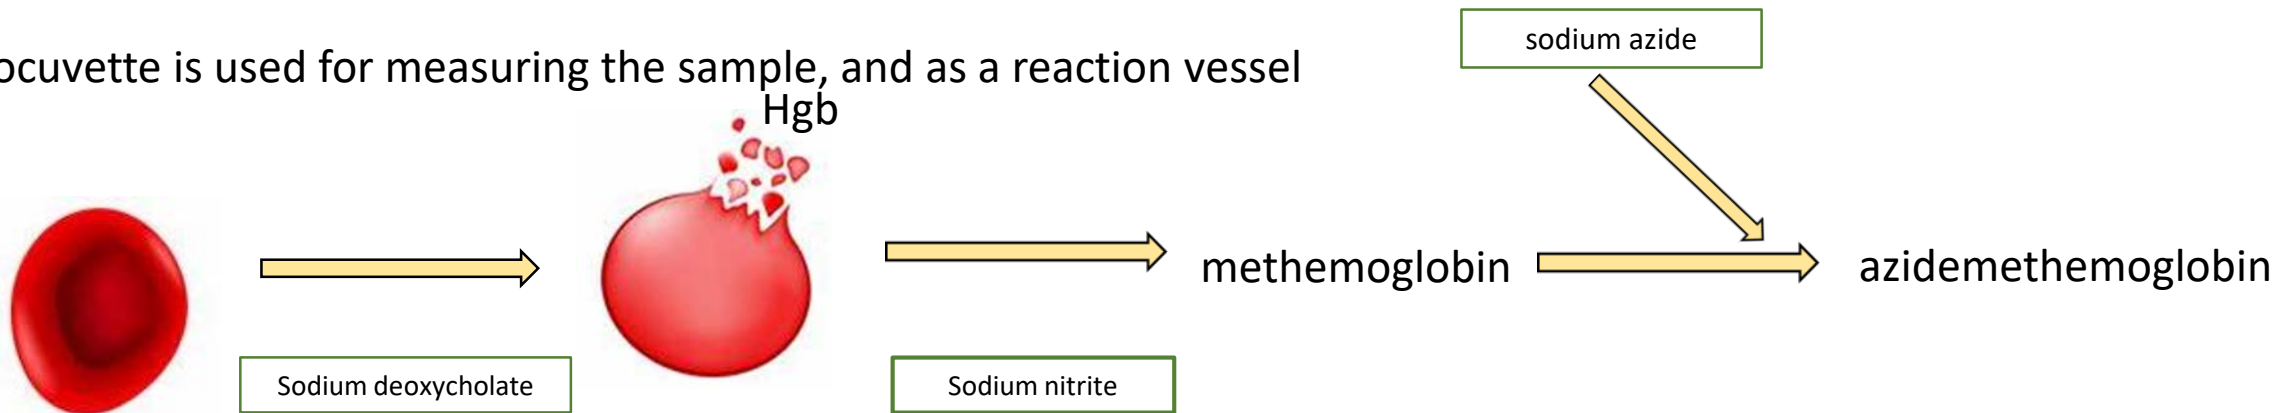 sodium azide
ocuvette is used for measuring the sample, and as a reaction vessel
Hgb
methemoglobin
azidemethemoglobin
Sodium deoxycholate
Sodium nitrite